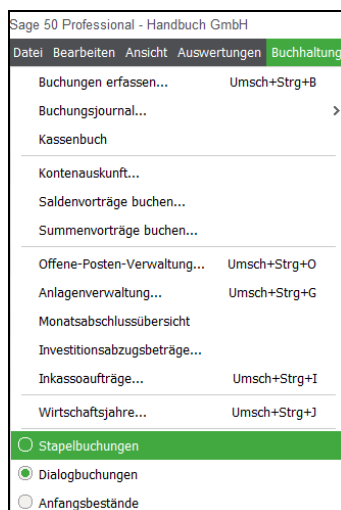 Sage 50 Professional - Handbuch GmbH
Datei Bearbeiten Ansicht Auswertungen Buchhaltung
Buchungen erfassen... Umsch+Strg+B
Buchungsjournal...
Kassenbuch
Kontenauskunft...
Saldenvorträge buchen...
Summenvorträge buchen...
Offene-Posten-Verwaltung... Umsch+Strg+O
Anlagenverwaltung... Umsch+Strg+G
Monatsabschlussübersicht
Investitionsabzugsbeträge...
Inkassoaufträge... Umsch+Strg+I
Wirtschaftsjahre... Umsch+Strg+J
Stapelbuchungen
Dialogbuchungen
Anfangsbestände